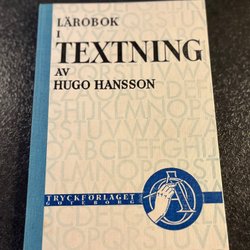 LÄROBOK
I
TEXTNING
AV
HUGO HANSSON
TRYCKFÖRLAGET
GÖTEBORG